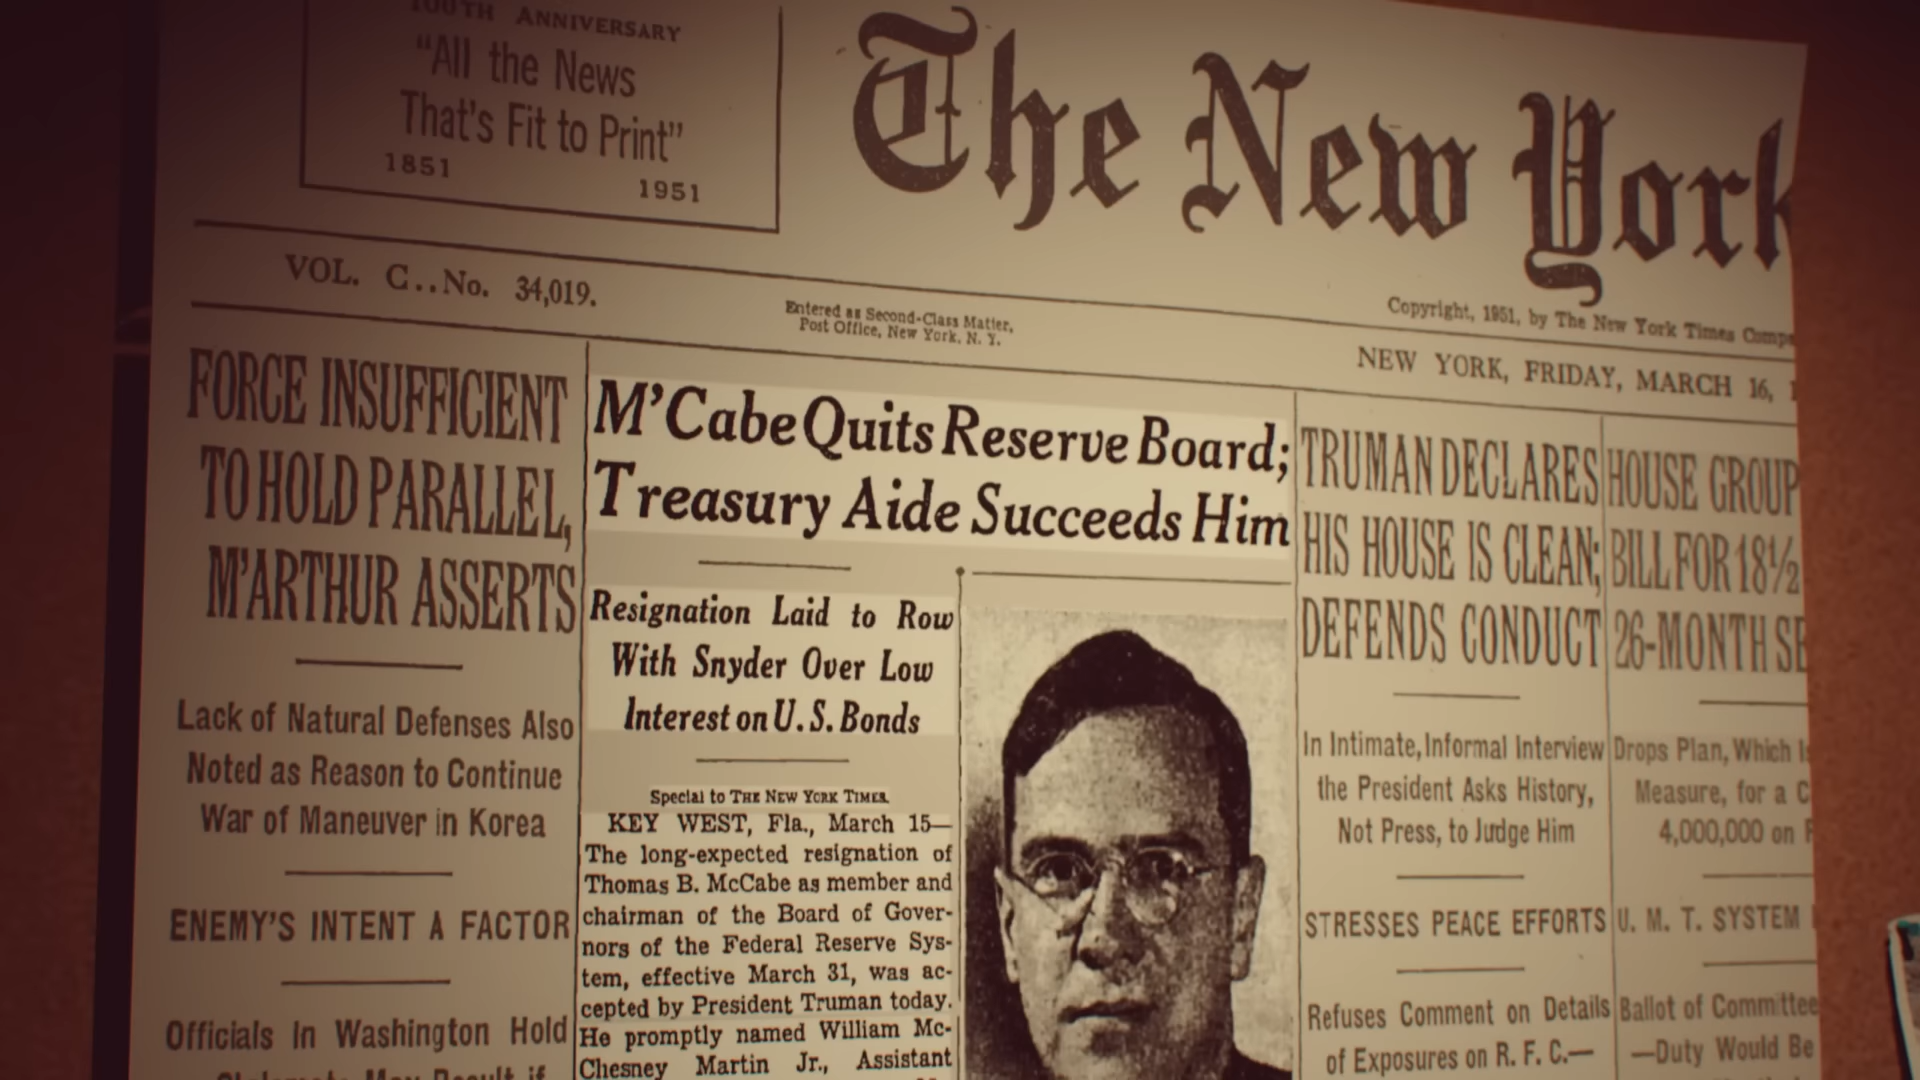 100TH ANNIVERSARY
"All the News
That's Fit to Print"
1851
1951
The New York
VOL. C..No. 34,019.
Entered as Second-Class Matter,
Post Office, New York, N. Y.
Copyright, 1951, by The New York Times
NEW YORK, FRIDAY, MARCH 16,
FORCE INSUFFICIENT
TO HOLD PARALLEL,
M'ARTHUR ASSERTS
Lack of Natural Defenses Also
Noted as Reason to Continue
War of Maneuver in Korea
ENEMY'S INTENT A FACTOR
Officials In Washington Hold
May Result if
M'Cabe Quits Reserve Board;
Treasury Aide Succeeds Him
Resignation Laid to Row
With Snyder Over Low
Interest on U.S. Bonds
Special to THE NEW YORK TIMES.
KEY WEST, Fla., March 15—
The long-expected resignation of
Thomas B. McCabe as member and
chairman of the Board of Gover-
nors of the Federal Reserve Sys-
tem, effective March 31, was ac-
cepted by President Truman today.
He promptly named William Mc-
Chesney Martin Jr., Assistant
TRUMAN DECLARES
HIS HOUSE IS CLEAN;
DEFENDS CONDUCT
In Intimate, Informal Interview
the President Asks History,
Not Press, to Judge Him
STRESSES PEACE EFFORTS
Refuses Comment on Details
of Exposures on R. F. C.—
HOUSE GROUP
BILL FOR 18½
26-MONTH SE
Drops Plan, Which
Measure, for a C
4,000,000 on
U. M. T. SYSTEM
Ballot of Committee
—Duty Would Be